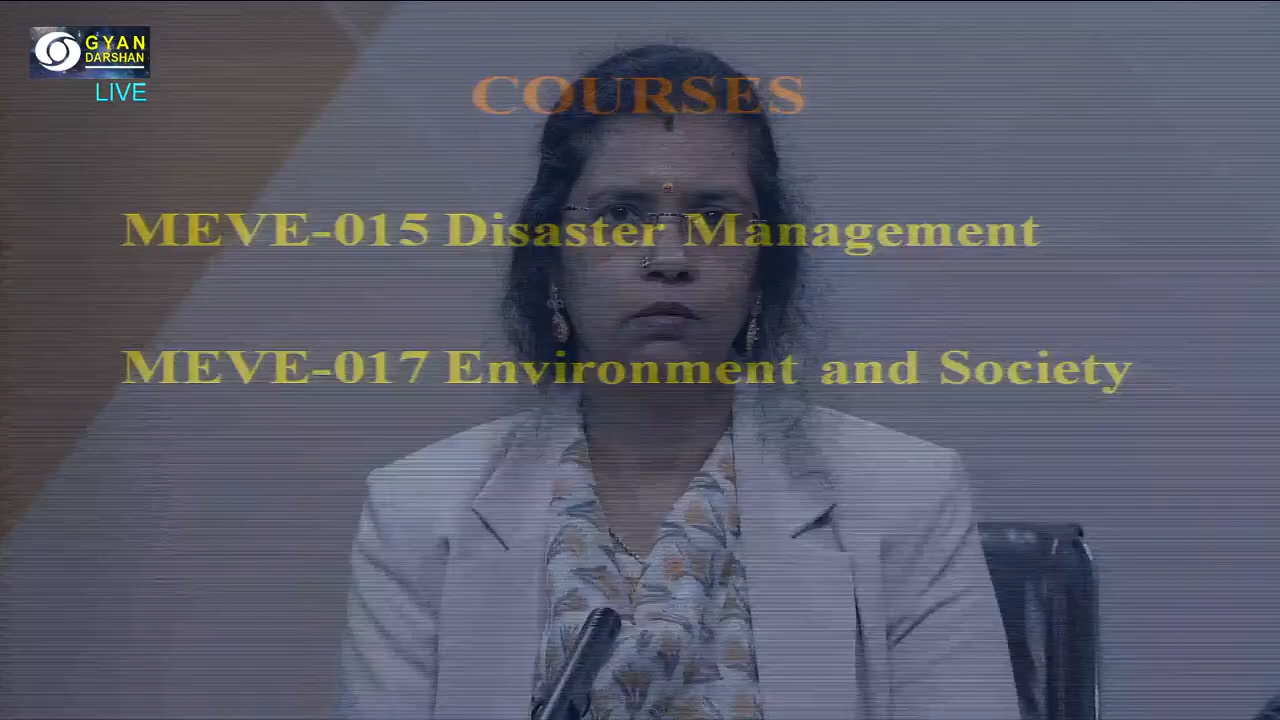 GYAN
DARSHAN
LIVE
COURSES
MEVE-015 Disaster Management
MEVE-017 Environment and Society